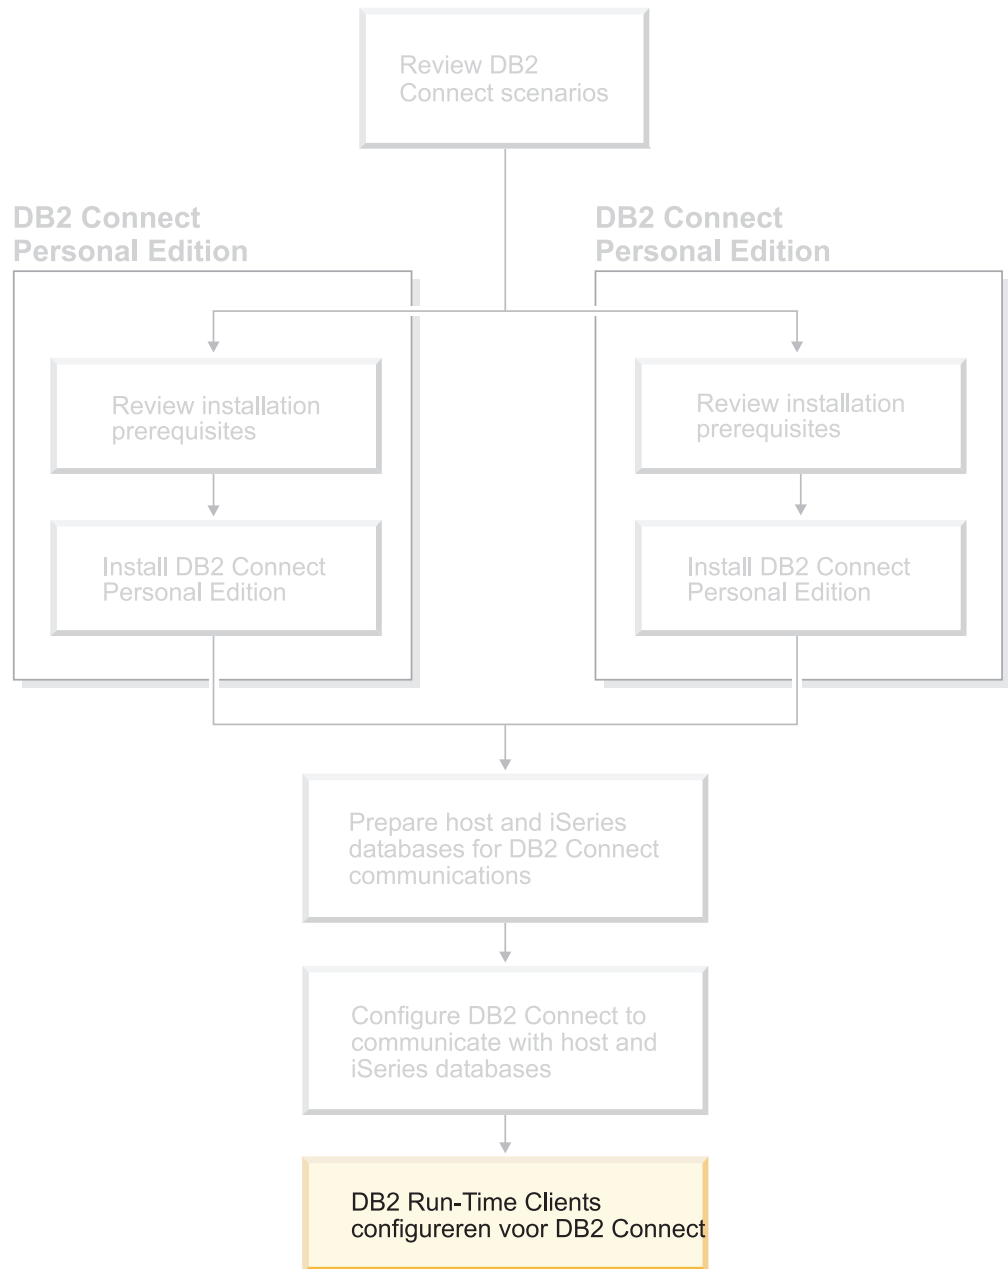 Review DB2
Connect scenarios
DB2 Connect
Personal Edition
Review installation
prerequisites
Install DB2 Connect
Personal Edition
DB2 Connect
Personal Edition
Review installation
prerequisites
Install DB2 Connect
Personal Edition
Prepare host and iSeries
databases for DB2 Connect
communications
Configure DB2 Connect to
communicate with host and
iSeries databases
DB2 Run-Time Clients
configureren voor DB2 Connect